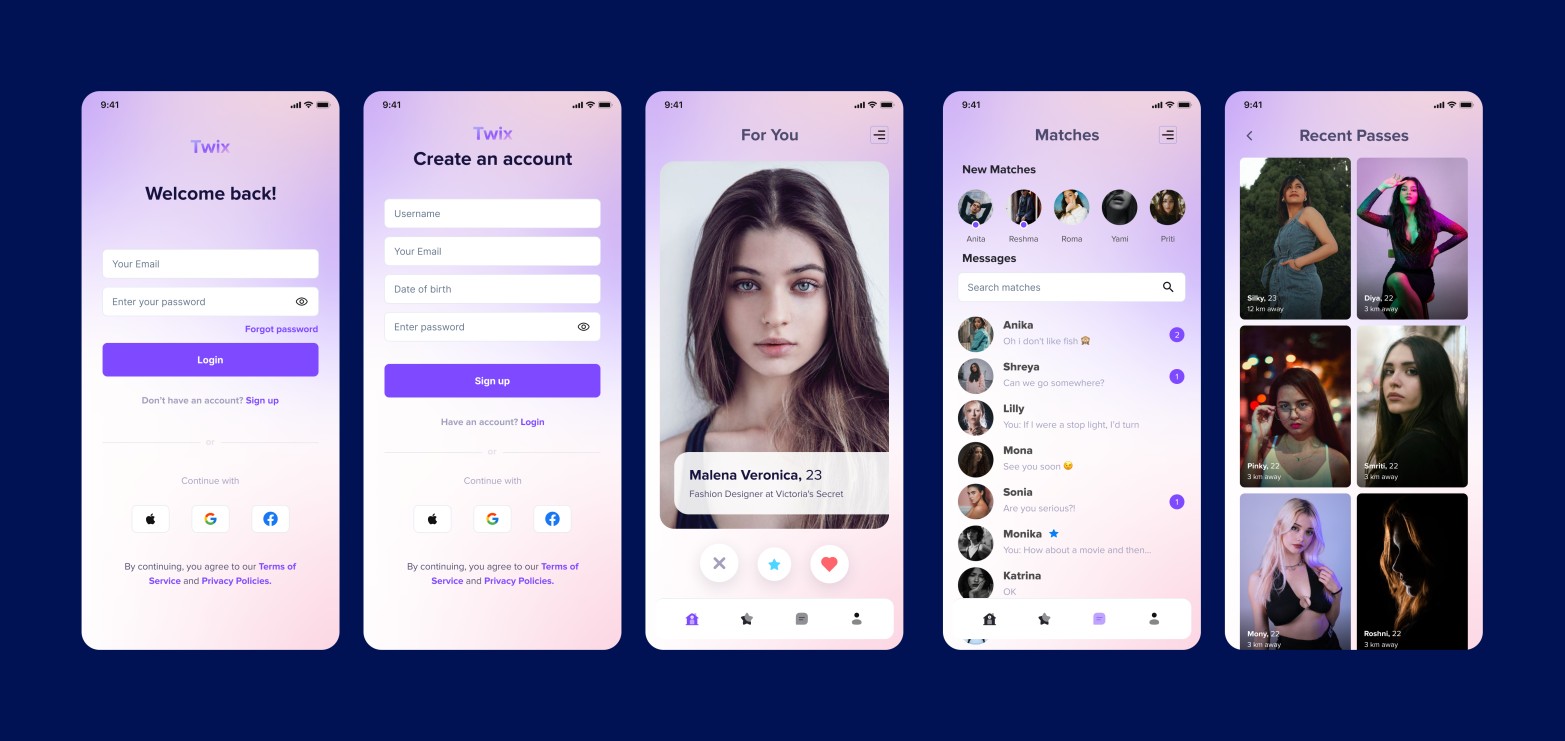 9:41
Twix
Welcome back!
Your Email
Enter your password
Forgot password
Login
Don't have an account? Sign up
or
Continue with
By continuing, you agree to our Terms of
Service and Privacy Policies.
9:41
Twix
Create an account
Username
Your Email
Date of birth
Enter password
Sign up
Have an account? Login
or
Continue with
By continuing, you agree to our Terms of
Service and Privacy Policies.
9:41
For You
Malena Veronica, 23
Fashion Designer at Victoria's Secret
9:41
Matches
New Matches
Anita Reshma Roma Yami Priti
Messages
Search matches
Anika
Oh i don't like fish 🙈
2
Shreya
Can we go somewhere?
1
Lilly
You: If I were a stop light, I'd turn
Mona
See you soon 😉
Sonia
Are you serious?!
1
Monika
You: How about a movie and then...
Katrina
OK
9:41
Recent Passes
Silky, 23
12 km away
Diya, 22
3 km away
Pinky, 22
3 km away
Smriti, 22
3 km away
Mony, 22
3 km away
Roshni, 22
3 km away